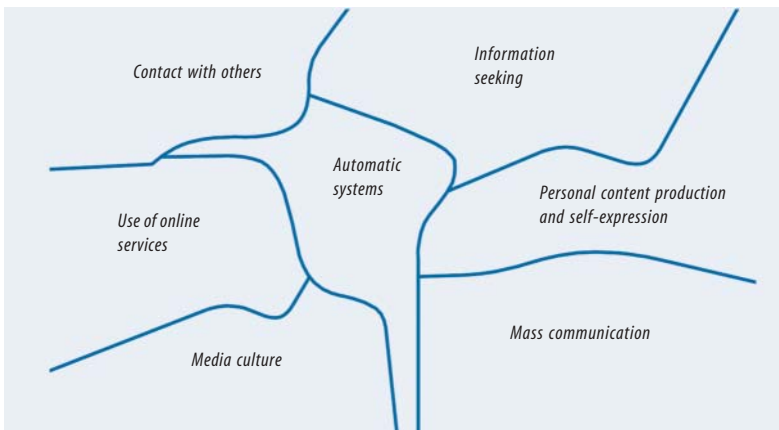 Contact with others
Information
seeking
Automatic
systems
Personal content production
and self-expression
Use of online
services
Mass communication
Media culture